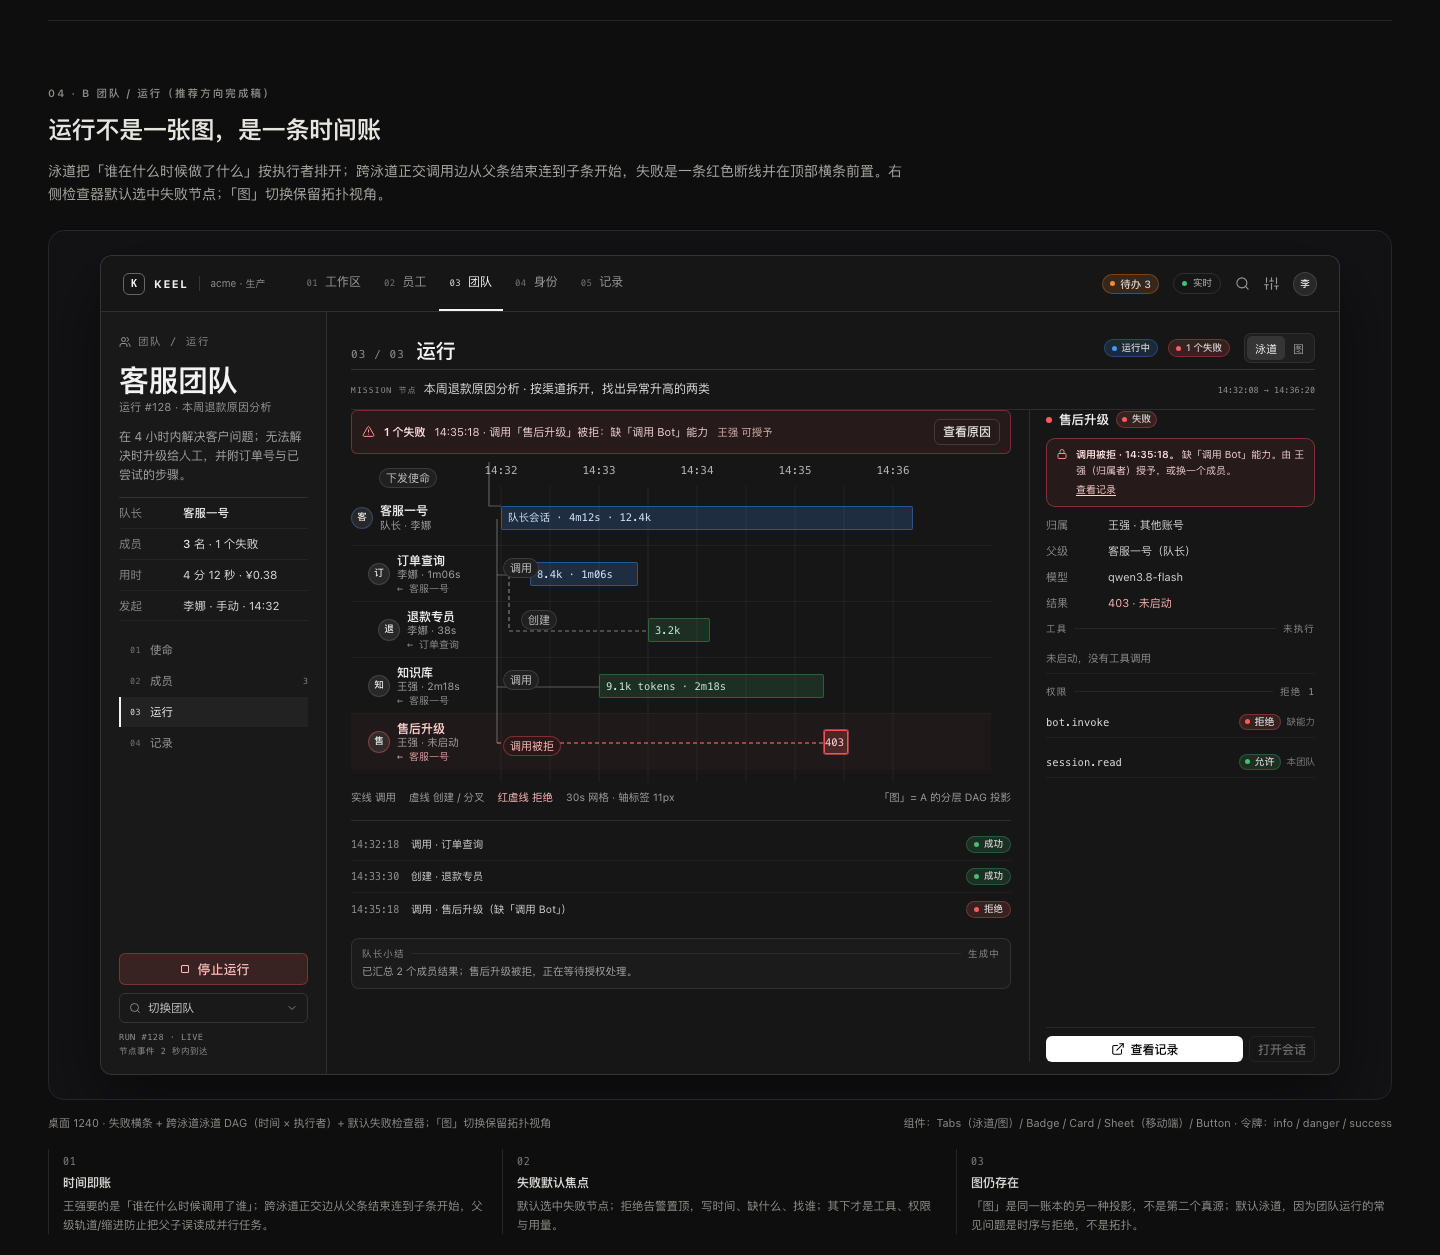 04 · B 团队 / 运行（推荐方向完成稿）
运行不是一张图，是一条时间账
泳道把「谁在什么时候做了什么」按执行者排开；跨泳道正交调用边从父条结束连到子条开始，失败是一条红色断线并在顶部横条前置。右
侧检查器默认选中失败节点；「图」切换保留拓扑视角。
K KEEL acme · 生产 01 工作区 02 员工 03 团队 04 身份 05 记录 待办 3 实时 李
团队 / 运行
客服团队
运行 #128 · 本周退款原因分析
在 4 小时内解决客户问题；无法解
决时升级给人工，并附订单号与已
尝试的步骤。
队长 客服一号
成员 3 名 · 1 个失败
用时 4 分 12 秒 · ¥0.38
发起 李娜 · 手动 · 14:32
01 使命
02 成员 3
03 运行
04 记录
停止运行
切换团队
RUN #128 · LIVE
节点事件 2 秒内到达
03 / 03 运行 运行中 1 个失败 泳道 图
MISSION 节点 本周退款原因分析 · 按渠道拆开，找出异常升高的两类 14:32:08 → 14:36:20
1 个失败 14:35:18 · 调用「售后升级」被拒：缺「调用 Bot」能力 王强 可授予 查看原因
下发使命 14:32 14:33 14:34 14:35 14:36
客 客服一号
队长 · 李娜
队长会话 · 4m12s · 12.4k
订 订单查询
李娜 · 1m06s
← 客服一号
调用 8.4k · 1m06s
退 退款专员
李娜 · 38s
← 订单查询
创建 3.2k
知 知识库
王强 · 2m18s
← 客服一号
调用 9.1k tokens · 2m18s
售 售后升级
王强 · 未启动
← 客服一号
调用被拒 403
实线 调用 虚线 创建 / 分叉 红虚线 拒绝 30s 网格 · 轴标签 11px 「图」= A 的分层 DAG 投影
14:32:18 调用 · 订单查询 成功
14:33:30 创建 · 退款专员 成功
14:35:18 调用 · 售后升级（缺「调用 Bot」） 拒绝
队长小结 生成中
已汇总 2 个成员结果；售后升级被拒，正在等待授权处理。
售后升级 失败
调用被拒 · 14:35:18。缺「调用 Bot」能力。由 王
强（归属者）授予，或换一个成员。
查看记录
归属 王强 · 其他账号
父级 客服一号（队长）
模型 qwen3.8-flash
结果 403 · 未启动
工具 未执行
未启动，没有工具调用
权限 拒绝 1
bot.invoke 拒绝 缺能力
session.read 允许 本团队
查看记录 打开会话
桌面 1240 · 失败横条 + 跨泳道泳道 DAG（时间 × 执行者）+ 默认失败检查器；「图」切换保留拓扑视角 组件：Tabs（泳道/图）/ Badge / Card / Sheet（移动端）/ Button · 令牌：info / danger / success
01
时间即账
王强要的是「谁在什么时候调用了谁」；跨泳道正交边从父条结束连到子条开始，父
级轨道/缩进防止把父子误读成并行任务。
02
失败默认焦点
默认选中失败节点；拒绝告警置顶，写时间、缺什么、找谁；其下才是工具、权限
与用量。
03
图仍存在
「图」是同一账本的另一种投影，不是第二个真源；默认泳道，因为团队运行的常
见问题是时序与拒绝，不是拓扑。